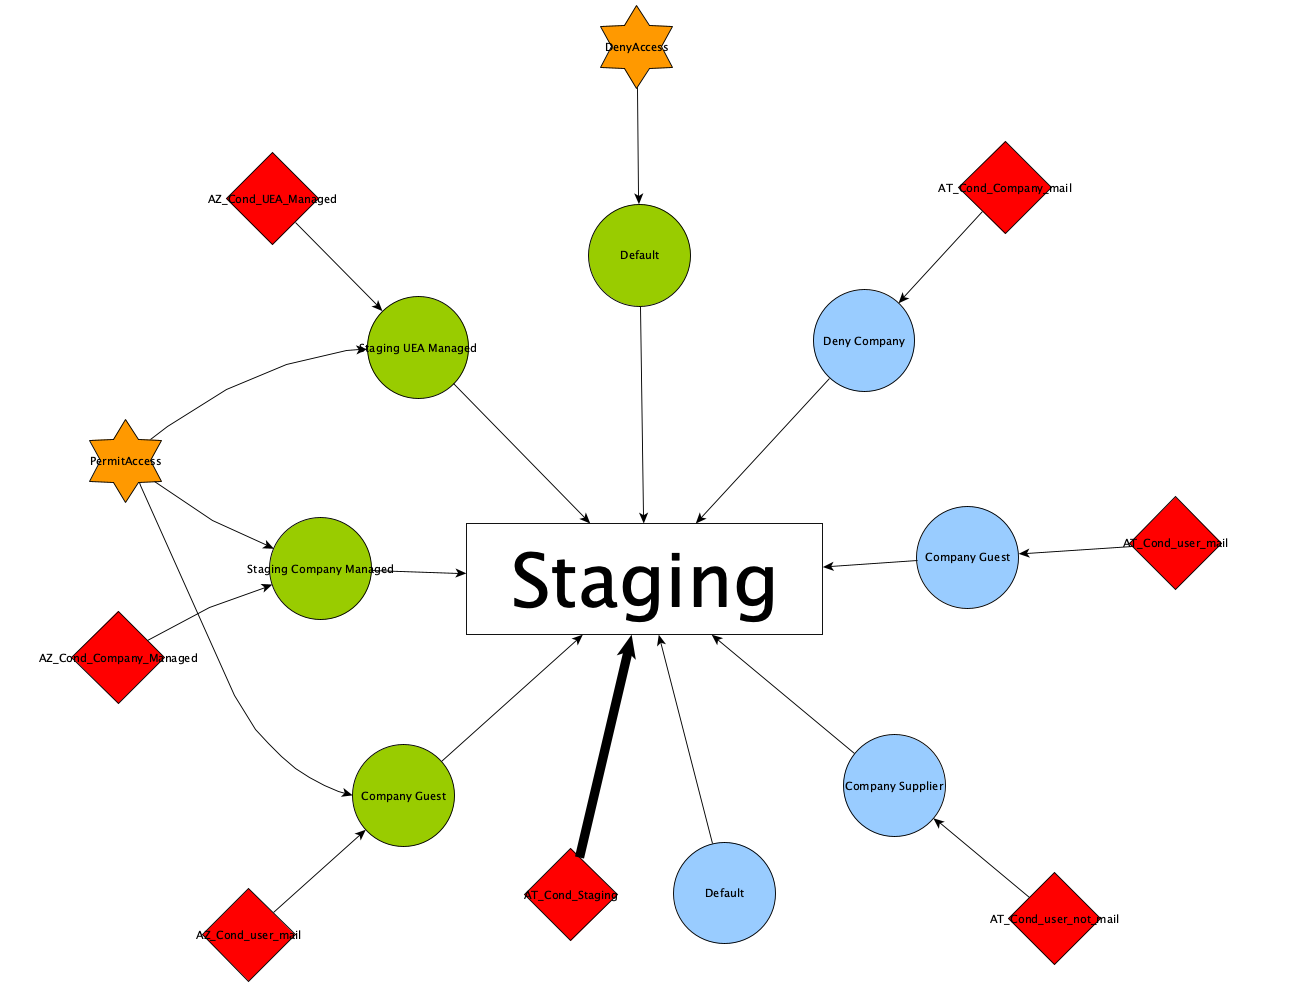 DenyAccess
AT_Cond_Company_mail
AZ_Cond_UEA_Managed
Default
Deny Company
Staging UEA Managed
PermitAccess
AT_Cond_user_mail
Company Guest
Staging Company Managed
Staging
AZ_Cond_Company_Managed
Company Supplier
Company Guest
Default
AT_Cond_Staging
AT_Cond_user_not_mail
AZ_Cond_user_mail